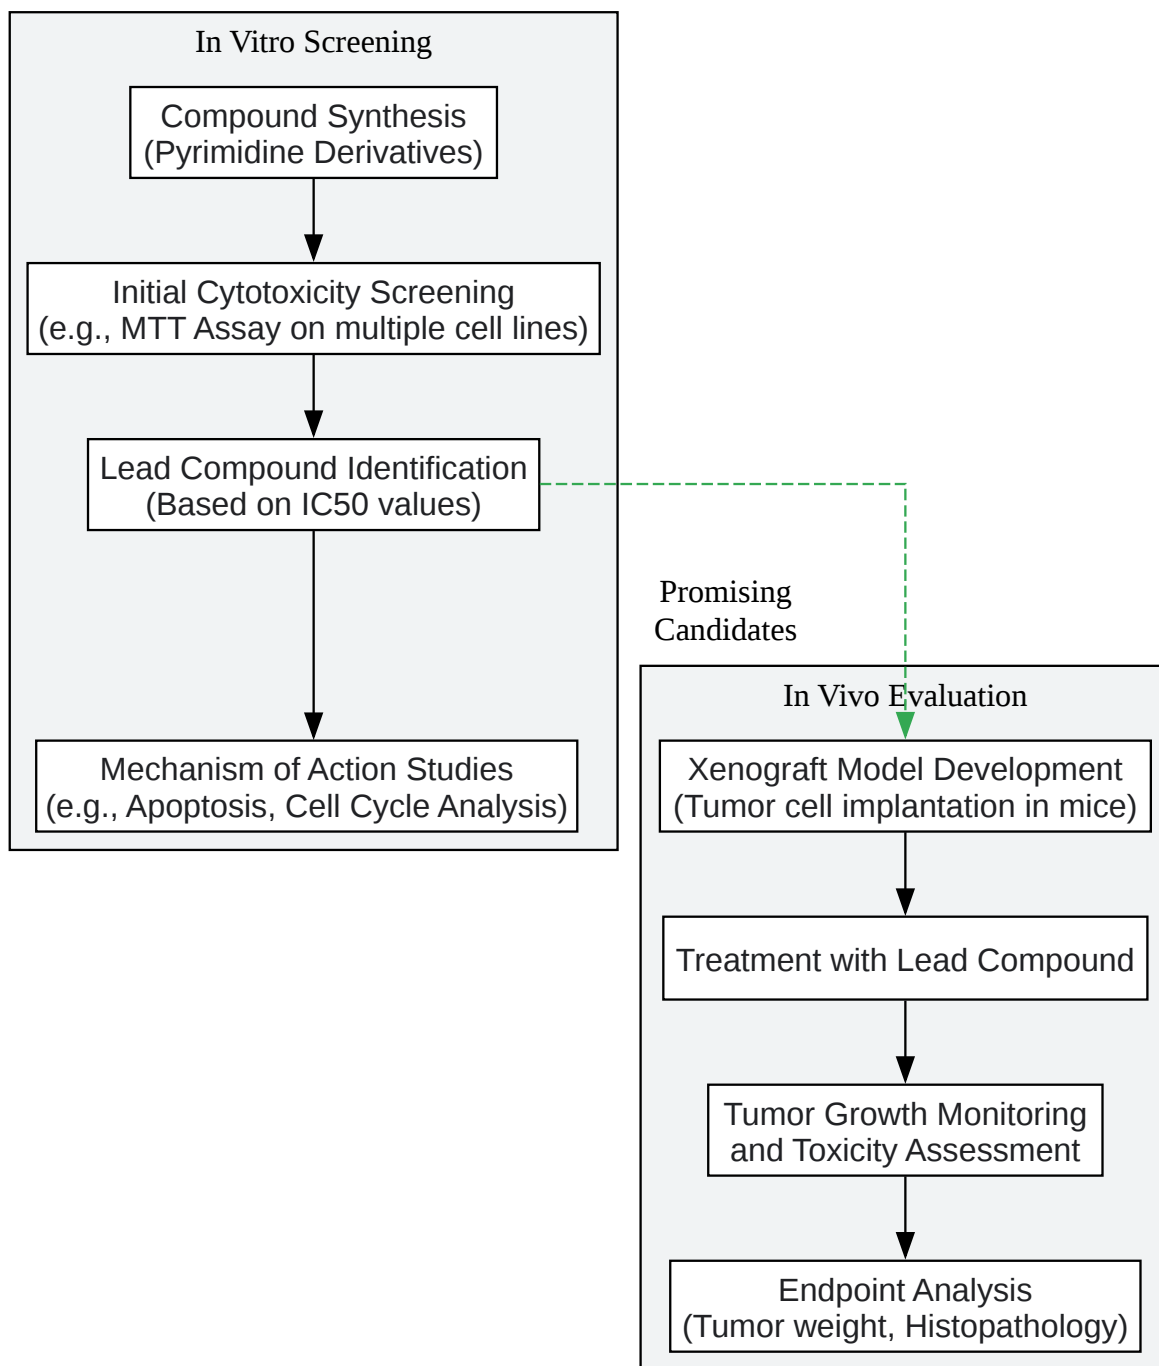 In Vitro Screening
Compound Synthesis
(Pyrimidine Derivatives)
Initial Cytotoxicity Screening
(e.g., MTT Assay on multiple cell lines)
Lead Compound Identification
(Based on IC50 values)
Mechanism of Action Studies
(e.g., Apoptosis, Cell Cycle Analysis)
Promising
Candidates
In Vivo Evaluation
Xenograft Model Development
(Tumor cell implantation in mice)
Treatment with Lead Compound
Tumor Growth Monitoring
and Toxicity Assessment
Endpoint Analysis
(Tumor weight, Histopathology)